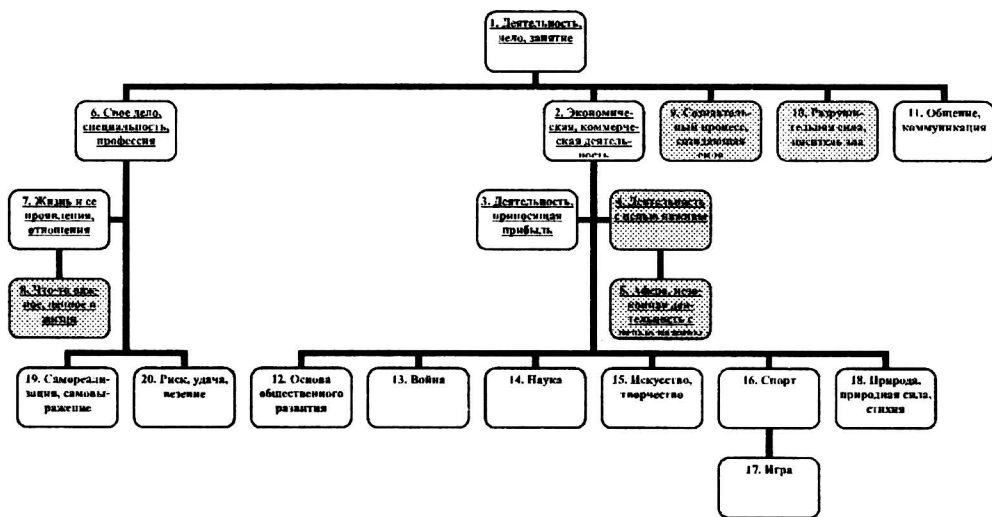 1. Деятельность,
дело, занятие
6. Свое дело,
специальность,
профессия
2. Экономиче-
ская, коммерче-
ская деятель-
ность
9. Созидатель-
ный процесс,
созидающая
сила
10. Разруши-
тельная сила,
носитель зла
11. Общение,
коммуникация
7. Жизнь и ее
проявления,
отношения
3. Деятельность,
приносящая
прибыль
4. Деятельность
с целью наживы
8. Что-то важ-
ное, ценное в
жизни
5. Афера, неза-
конная дея-
тельность с
целью наживы
19. Самореали-
зация, самовы-
ражение
20. Риск, удача,
везение
12. Основа
общественного
развития
13. Война
14. Наука
15. Искусство,
творчество
16. Спорт
18. Природа,
природная сила,
стихия
17. Игра